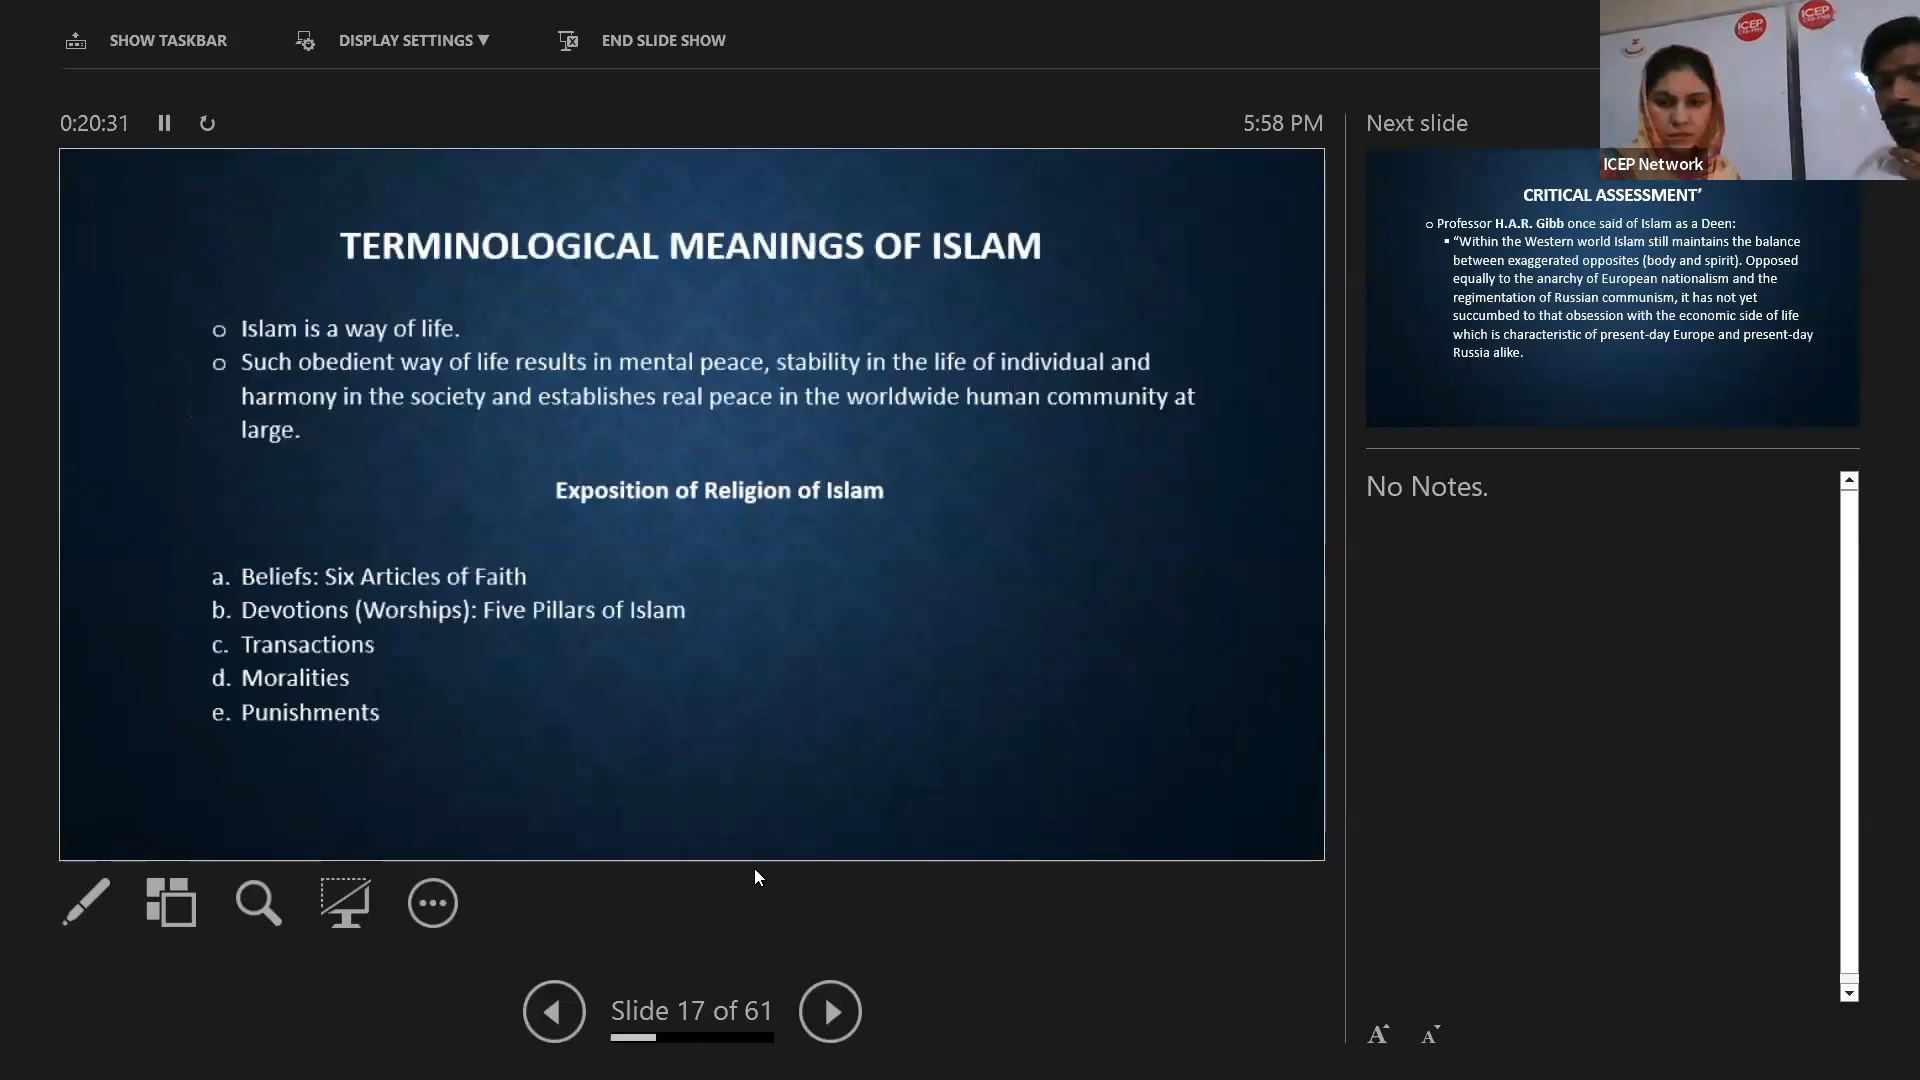 SHOW TASKBAR DISPLAY SETTINGS ▼ END SLIDE SHOW
ICEP
ICEP
ICEP Network
0:20:31
5:58 PM
TERMINOLOGICAL MEANINGS OF ISLAM
o Islam is a way of life.
o Such obedient way of life results in mental peace, stability in the life of individual and
harmony in the society and establishes real peace in the worldwide human community at
large.
Exposition of Religion of Islam
a. Beliefs: Six Articles of Faith
b. Devotions (Worships): Five Pillars of Islam
c. Transactions
d. Moralities
e. Punishments
Slide 17 of 61
Next slide
CRITICAL ASSESSMENT’
o Professor H.A.R. Gibb once said of Islam as a Deen:
▪ “Within the Western world Islam still maintains the balance
between exaggerated opposites (body and spirit). Opposed
equally to the anarchy of European nationalism and the
regimentation of Russian communism, it has not yet
succumbed to that obsession with the economic side of life
which is characteristic of present-day Europe and present-day
Russia alike.
No Notes.
A A